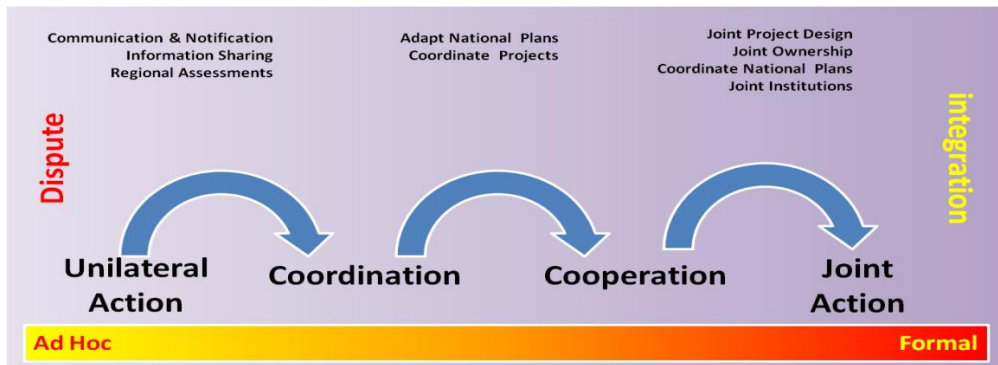 Communication & Notification
Information Sharing
Regional Assessments
Adapt National Plans
Coordinate Projects
Joint Project Design
Joint Ownership
Coordinate National Plans
Joint Institutions
Dispute
integration
Unilateral
Action
Coordination
Cooperation
Joint
Action
Ad Hoc
Formal